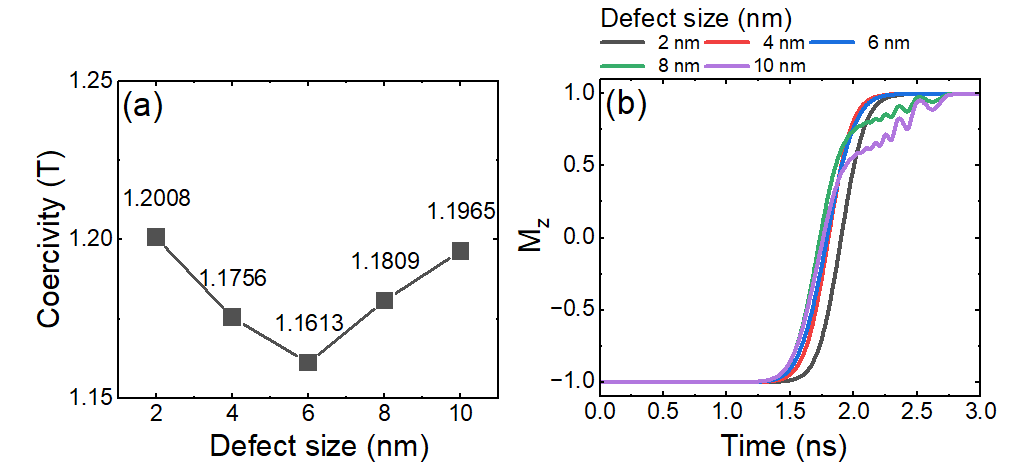 (a)
Coercivity (T)
1.25
1.20
1.15
1.2008
1.1756
1.1613
1.1809
1.1965
2 4 6 8 10
Defect size (nm)
Defect size (nm)
2 nm 4 nm 6 nm
8 nm 10 nm
(b)
Mz
1.0
0.5
0.0
−0.5
−1.0
0.0 0.5 1.0 1.5 2.0 2.5 3.0
Time (ns)